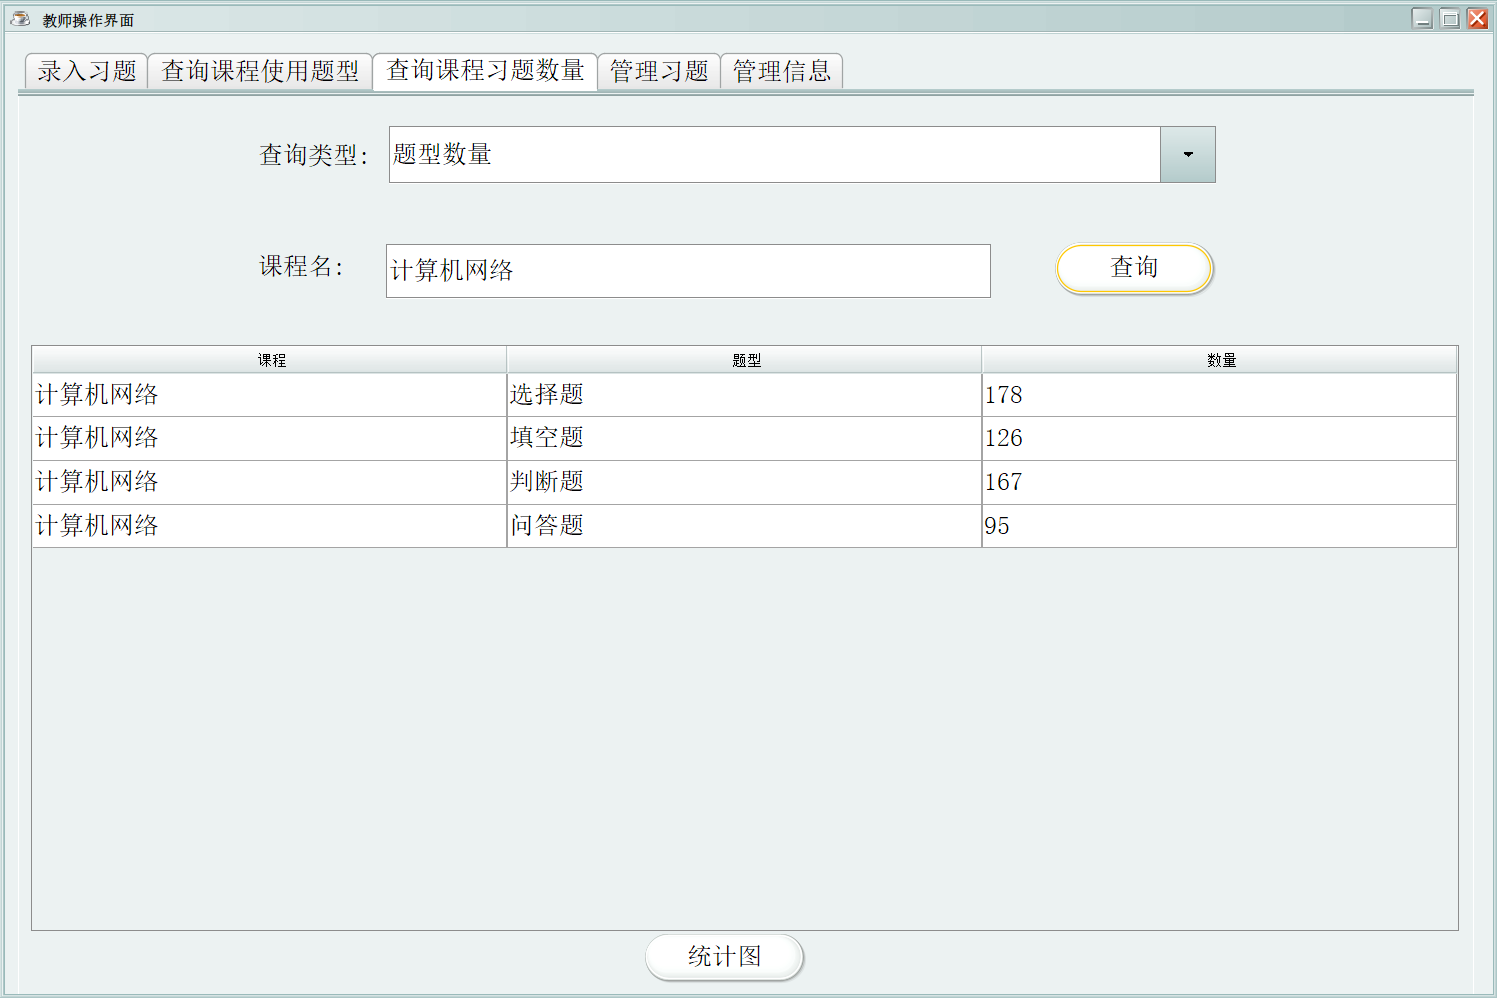 教师操作界面
录入习题 查询课程使用题型 查询课程习题数量 管理习题 管理信息
查询类型: 题型数量
课程名: 计算机网络 查询
课程 题型 数量
计算机网络 选择题 178
计算机网络 填空题 126
计算机网络 判断题 167
计算机网络 问答题 95
统计图